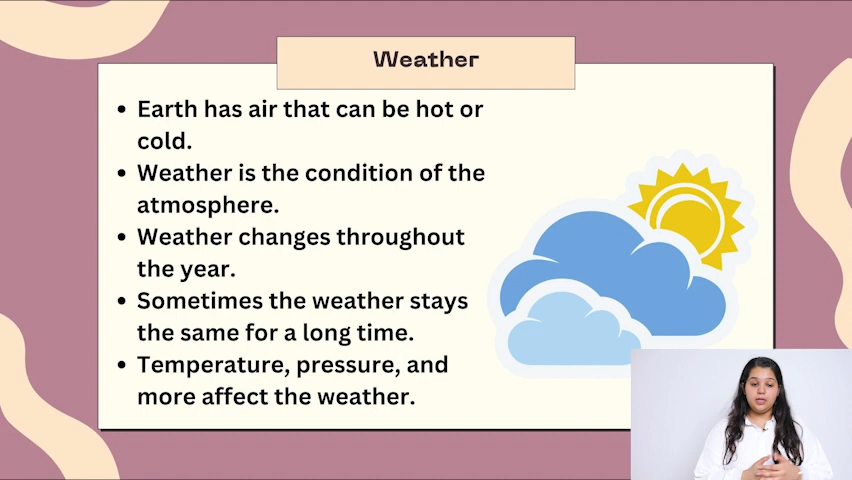 Weather
• Earth has air that can be hot or
cold.
• Weather is the condition of the
atmosphere.
• Weather changes throughout
the year.
• Sometimes the weather stays
the same for a long time.
• Temperature, pressure, and
more affect the weather.